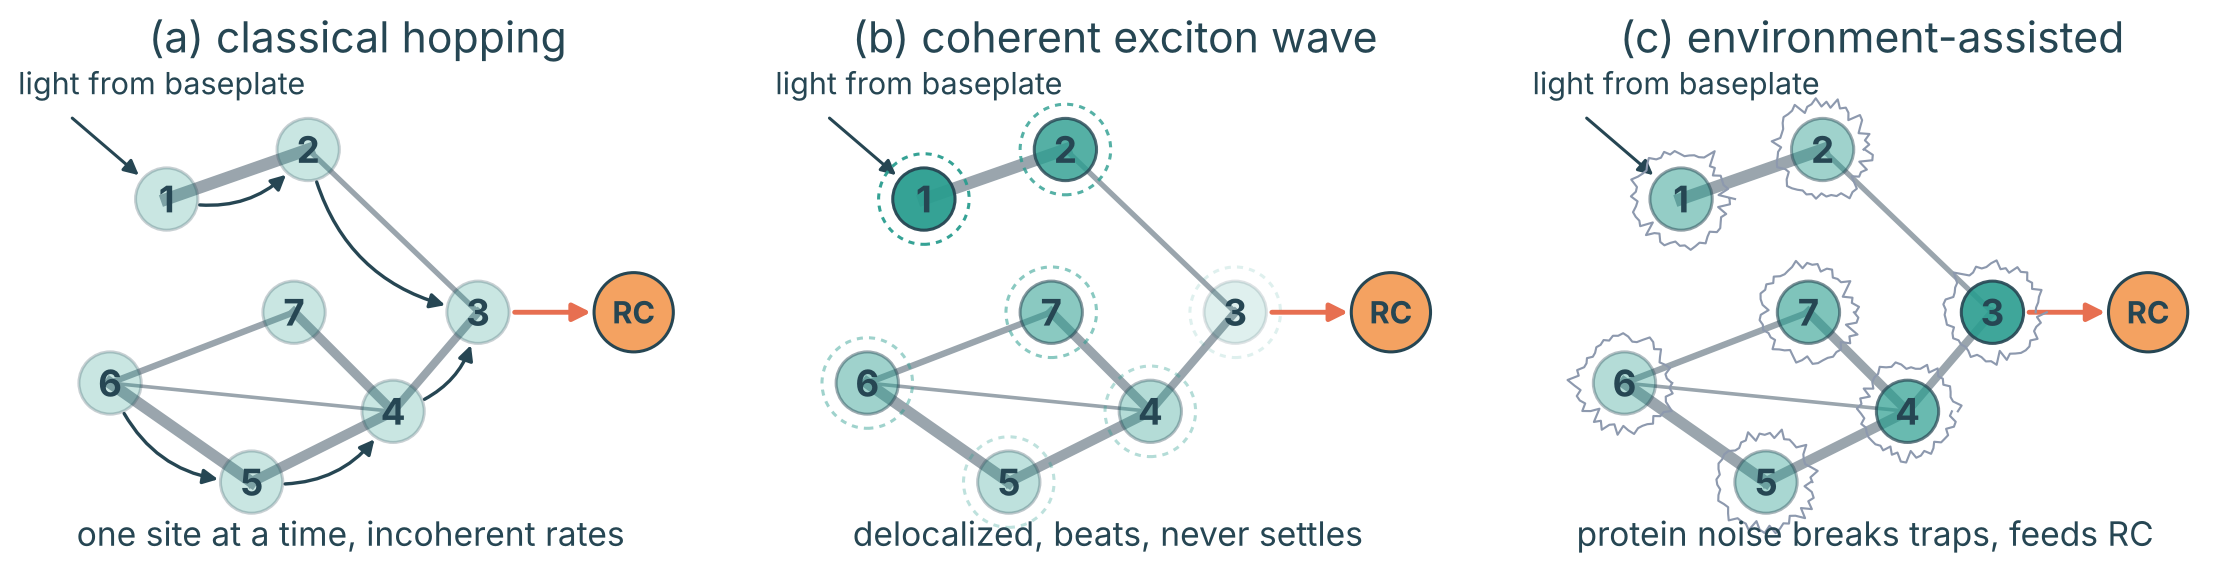 (a) classical hopping
light from baseplate
1
2
7
3
RC
6
4
5
one site at a time, incoherent rates
(b) coherent exciton wave
light from baseplate
1
2
7
3
RC
6
4
5
delocalized, beats, never settles
(c) environment-assisted
light from baseplate
1
2
7
3
RC
6
4
5
protein noise breaks traps, feeds RC